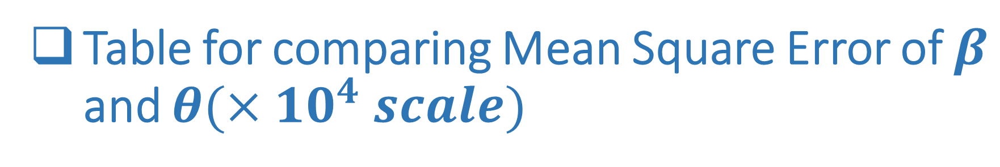 ❑ Table for comparing Mean Square Error of 𝜷
and 𝜽(× 𝟏𝟎⁴ 𝒔𝒄𝒂𝒍𝒆)